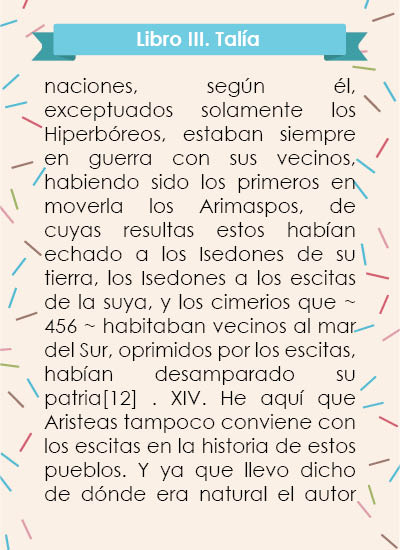 Libro III. Talía
naciones, según él,
exceptuados solamente los
Hiperbóreos, estaban siempre
en guerra con sus vecinos,
habiendo sido los primeros en
moverla los Arimaspos, de
cuyas resultas estos habían
echado a los Isedones de su
tierra, los Isedones a los escitas
de la suya, y los cimerios que ~
456 ~ habitaban vecinos al mar
del Sur, oprimidos por los escitas,
habían desamparado su
patria[12] . XIV. He aquí que
Aristeas tampoco conviene con
los escitas en la historia de estos
pueblos. Y ya que llevo dicho
de dónde era natural el autor